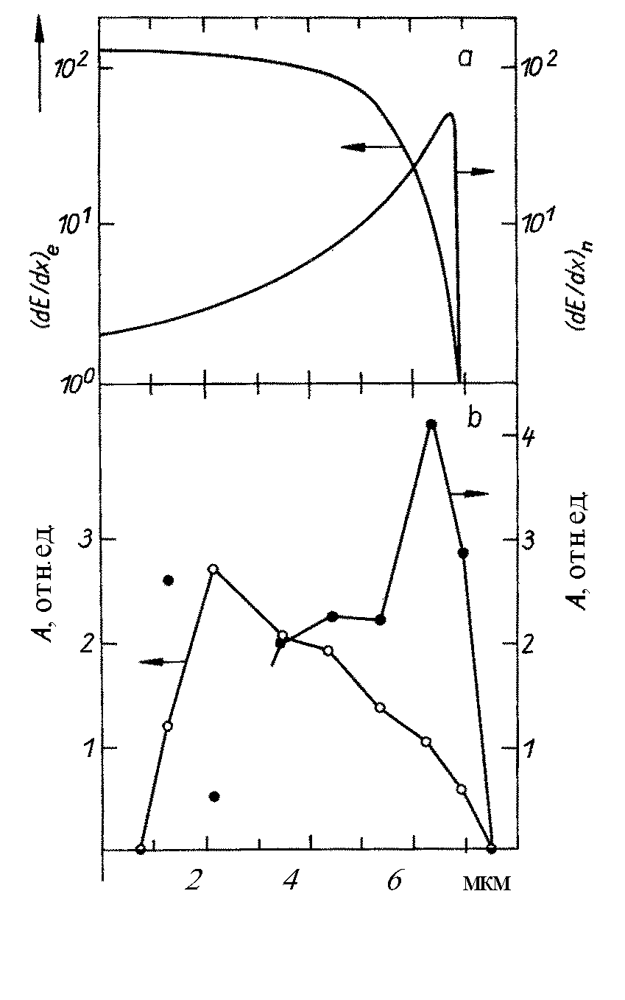 a
10²
10²
10¹
10¹
(dE/dx)e
(dE/dx)n
10⁰
b
4
3
3
A, отн.ед.
A, отн.ед.
2
2
1
1
2 4 6 мкм